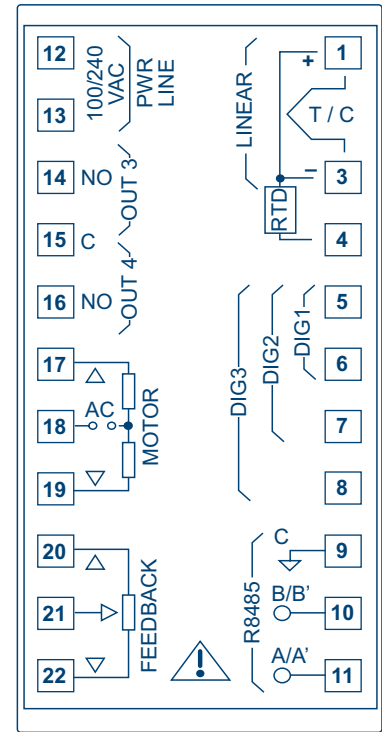 12
100/240
VAC
PWR
LINE
13
14 NO
OUT 3
15 C
OUT 4
16 NO
17
18 AC
MOTOR
19
20
21
FEEDBACK
22
LINEAR
+ 1
T / C
− 3
RTD
4
5
DIG1
6
DIG2
7
DIG3
8
C 9
R8485
B/B' 10
A/A' 11
!